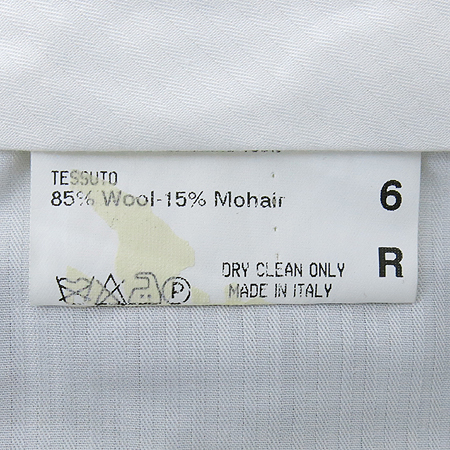 TESSUTO
85% Wool-15% Mohair
6
R
DRY CLEAN ONLY
P
MADE IN ITALY